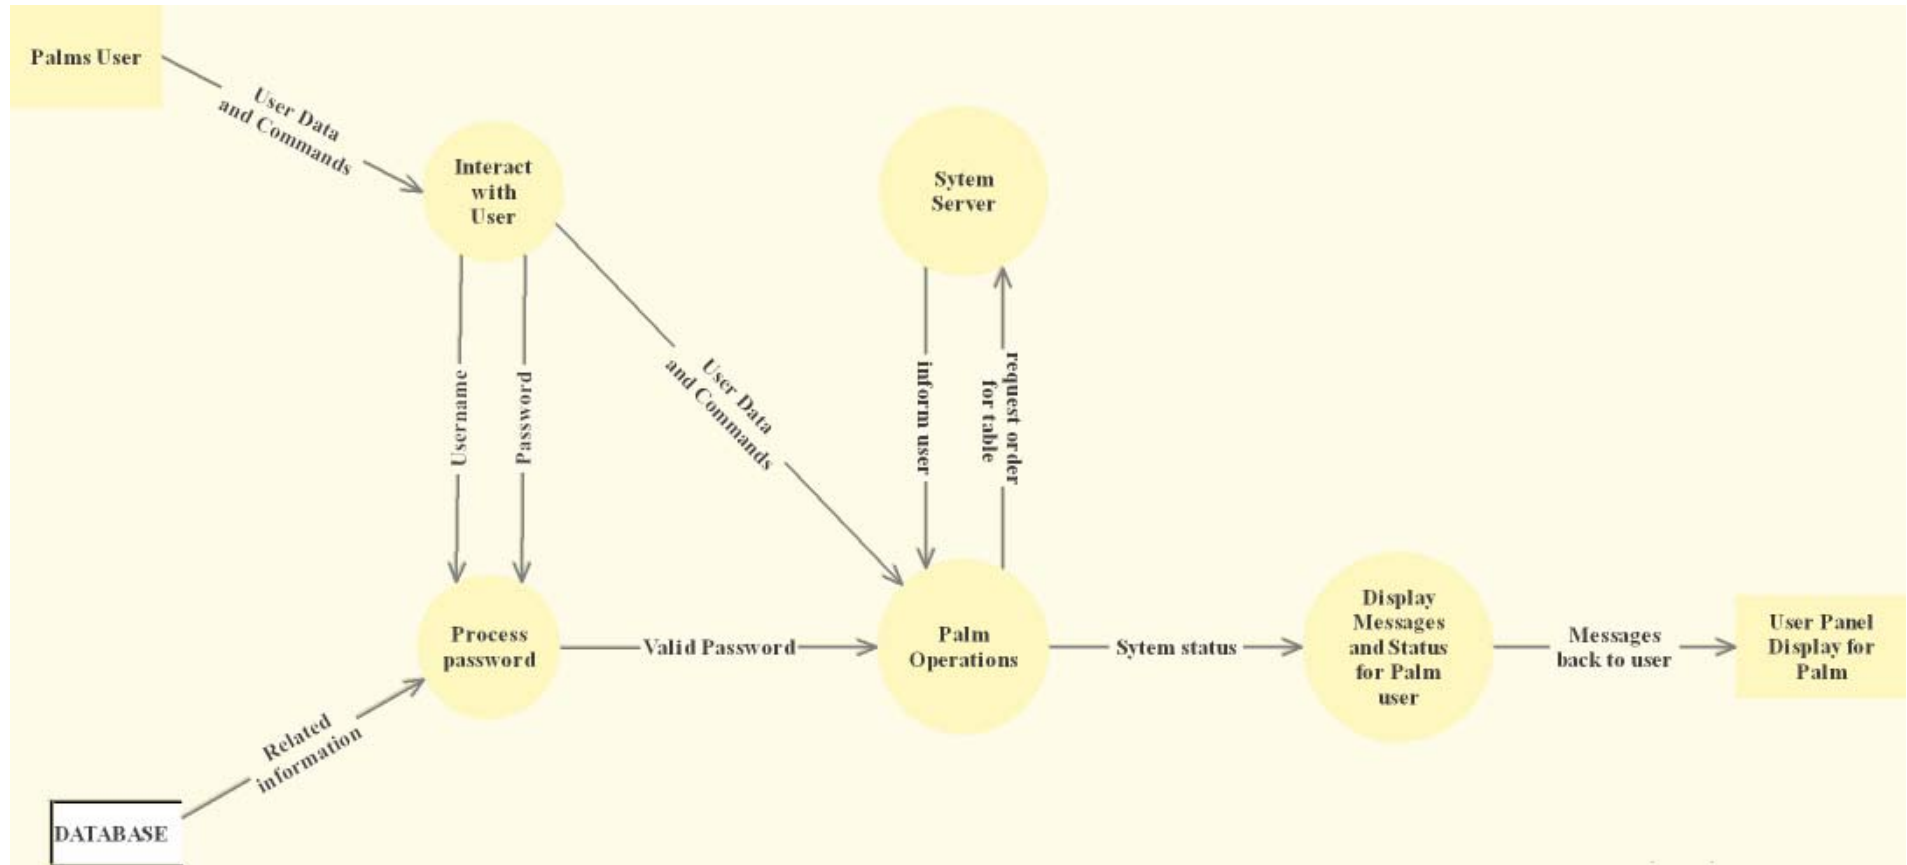 Palms User
User Data
and Commands
Interact
with
User
Sytem
Server
Username
Password
User Data
and Commands
inform user
request order
for table
Process
password
Valid Password
Palm
Operations
Sytem status
Display
Messages
and Status
for Palm
user
Messages
back to user
User Panel
Display for
Palm
Related
information
DATABASE